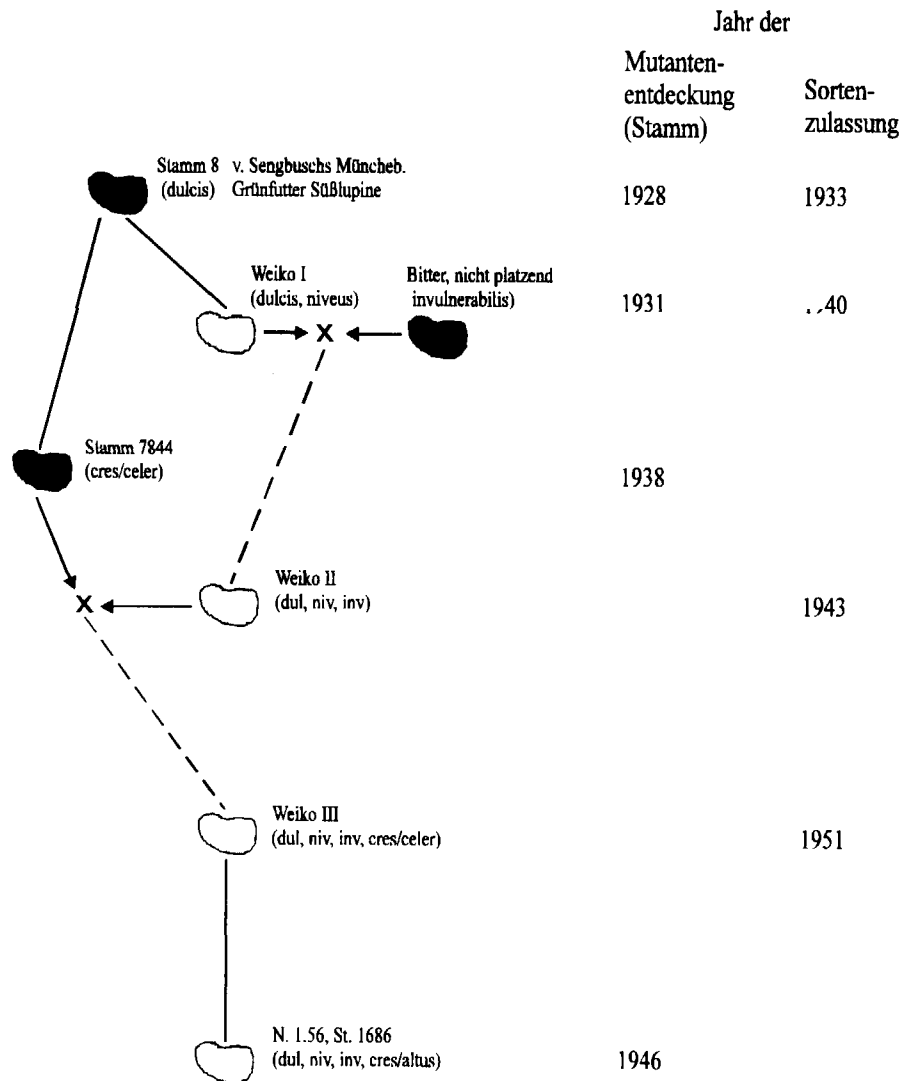 Jahr der
Mutanten-
entdeckung
(Stamm)
Sorten-
zulassung
Stamm 8 v. Sengbuschs Müncheb.
(dulcis) Grünfutter Süßlupine
1928 1933
Weiko I
(dulcis, niveus)
Bitter, nicht platzend
invulnerabilis)
1931 40
X
Stamm 7844
(cres/celer)
1938
Weiko II
(dul, niv, inv)
X
1943
Weiko III
(dul, niv, inv, cres/celer)
1951
N. 1.56, St. 1686
(dul, niv, inv, cres/altus)
1946